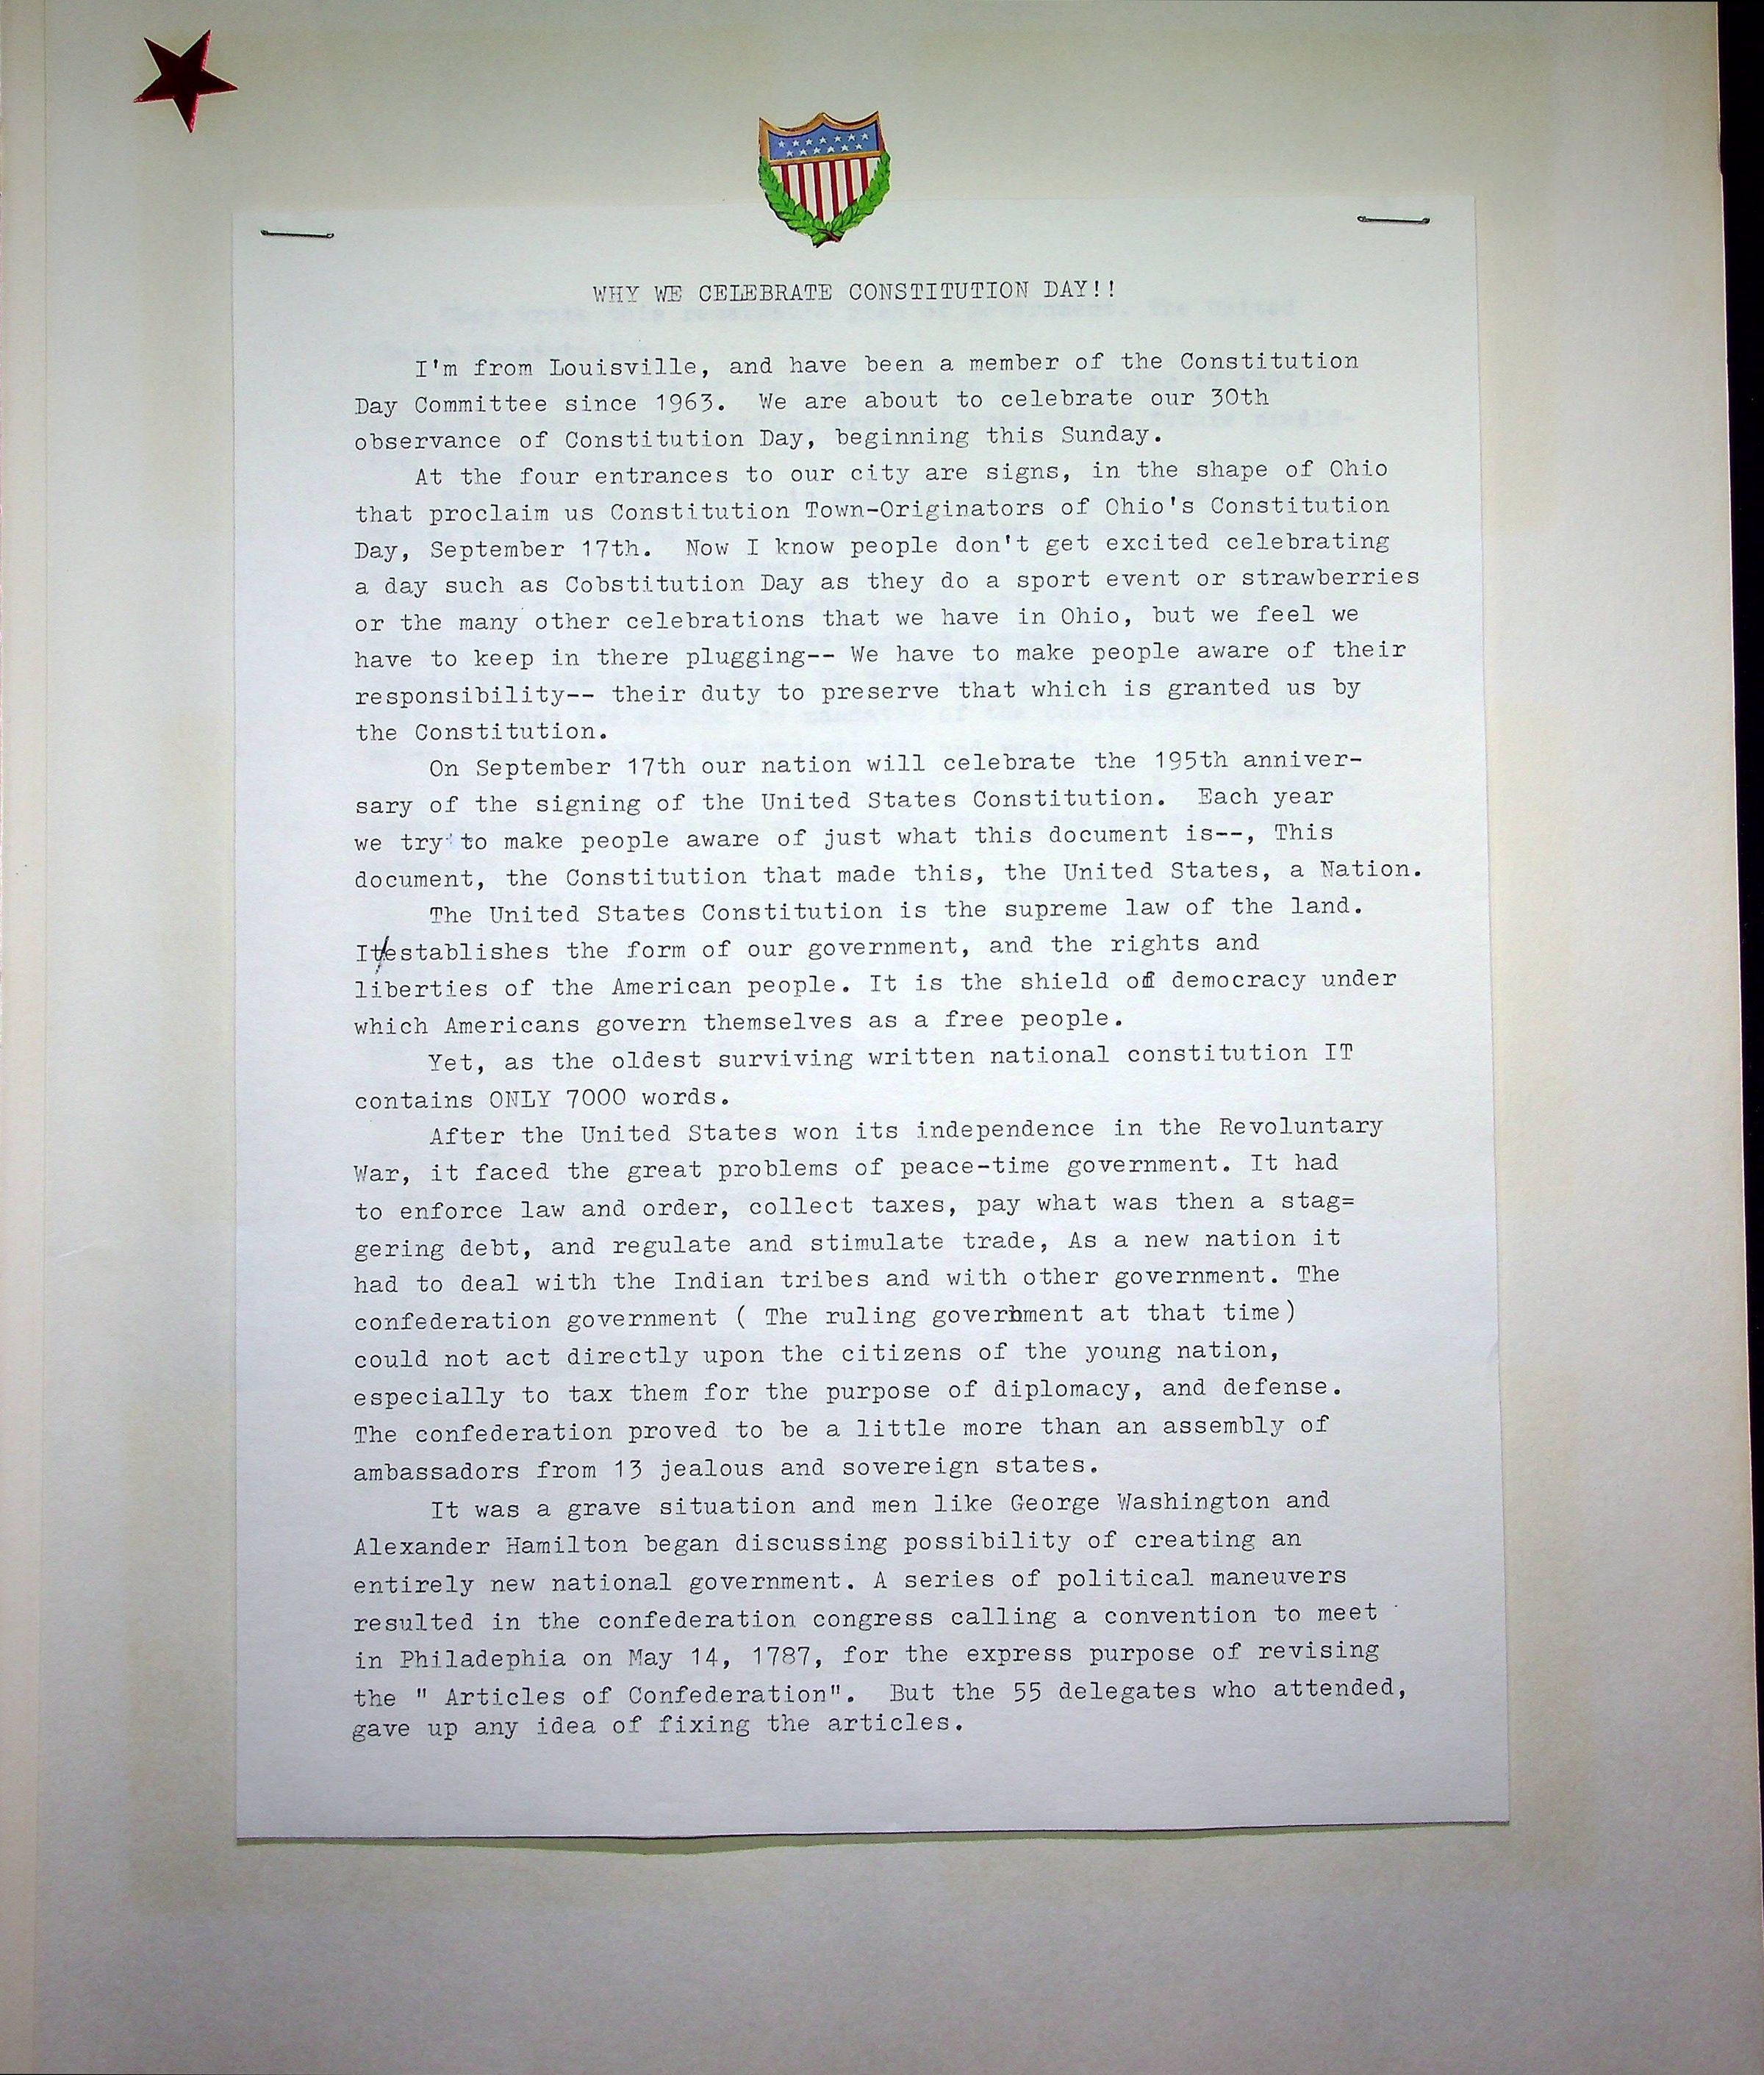 WHY WE CELEBRATE CONSTITUTION DAY!!
I'm from Louisville, and have been a member of the Constitution
Day Committee since 1963. We are about to celebrate our 30th
observance of Constitution Day, beginning this Sunday.
At the four entrances to our city are signs, in the shape of Ohio
that proclaim us Constitution Town-Originators of Ohio's Constitution
Day, September 17th. Now I know people don't get excited celebrating
a day such as Cobstitution Day as they do a sport event or strawberries
or the many other celebrations that we have in Ohio, but we feel we
have to keep in there plugging-- We have to make people aware of their
responsibility-- their duty to preserve that which is granted us by
the Constitution.
On September 17th our nation will celebrate the 195th anniver-
sary of the signing of the United States Constitution. Each year
we try to make people aware of just what this document is--, This
document, the Constitution that made this, the United States, a Nation.
The United States Constitution is the supreme law of the land.
It/establishes the form of our government, and the rights and
liberties of the American people. It is the shield of democracy under
which Americans govern themselves as a free people.
Yet, as the oldest surviving written national constitution IT
contains ONLY 7000 words.
After the United States won its independence in the Revoluntary
War, it faced the great problems of peace-time government. It had
to enforce law and order, collect taxes, pay what was then a stag=
gering debt, and regulate and stimulate trade, As a new nation it
had to deal with the Indian tribes and with other government. The
confederation government ( The ruling government at that time)
could not act directly upon the citizens of the young nation,
especially to tax them for the purpose of diplomacy, and defense.
The confederation proved to be a little more than an assembly of
ambassadors from 13 jealous and sovereign states.
It was a grave situation and men like George Washington and
Alexander Hamilton began discussing possibility of creating an
entirely new national government. A series of political maneuvers
resulted in the confederation congress calling a convention to meet
in Philadephia on May 14, 1787, for the express purpose of revising
the " Articles of Confederation". But the 55 delegates who attended,
gave up any idea of fixing the articles.